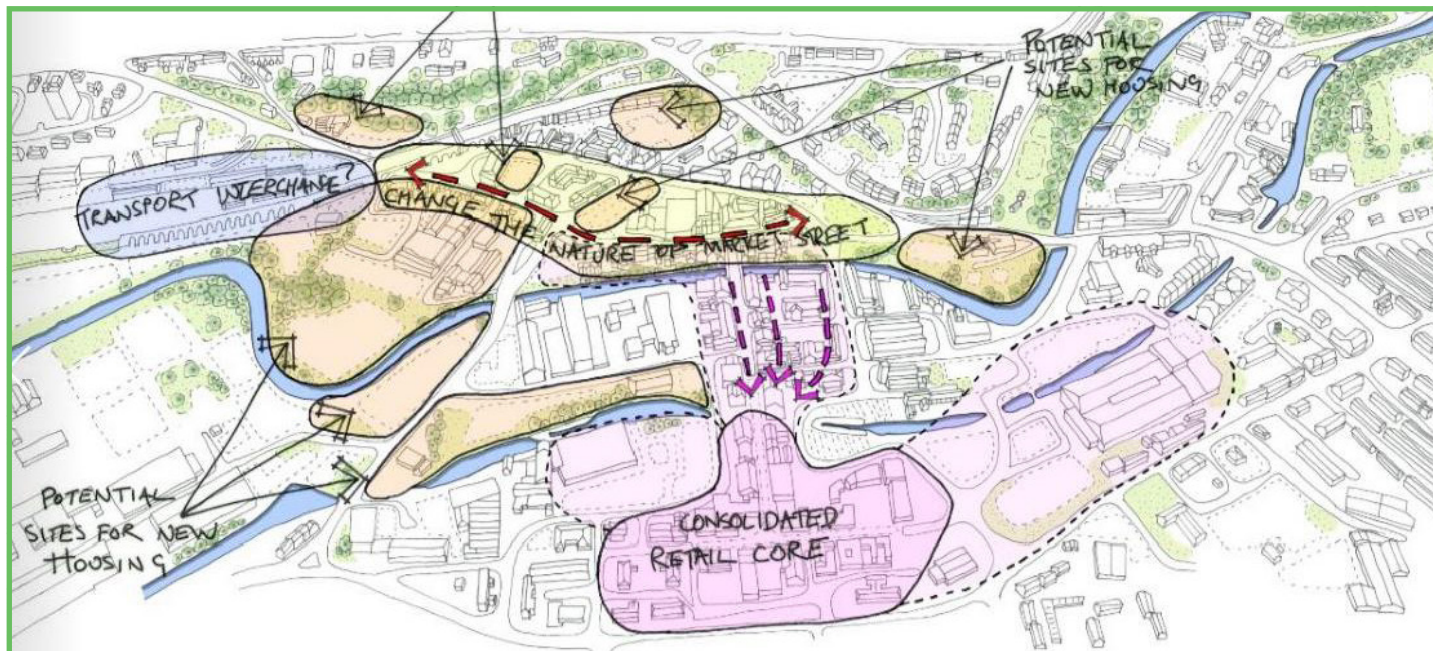 POTENTIAL
SITES FOR
NEW HOUSING
TRANSPORT INTERCHANGE?
CHANGE THE NATURE OF MARKET STREET
POTENTIAL
SITES FOR NEW
HOUSING
CONSOLIDATED
RETAIL CORE